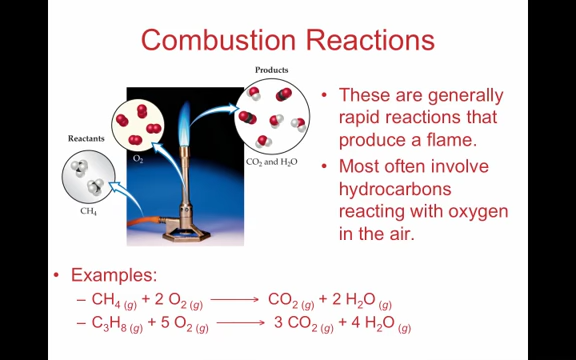 Combustion Reactions
Products
Reactants
O₂
CO₂ and H₂O
CH₄
• These are generally
rapid reactions that
produce a flame.
• Most often involve
hydrocarbons
reacting with oxygen
in the air.
• Examples:
– CH₄ (g) + 2 O₂ (g) ⟶ CO₂ (g) + 2 H₂O (g)
– C₃H₈ (g) + 5 O₂ (g) ⟶ 3 CO₂ (g) + 4 H₂O (g)